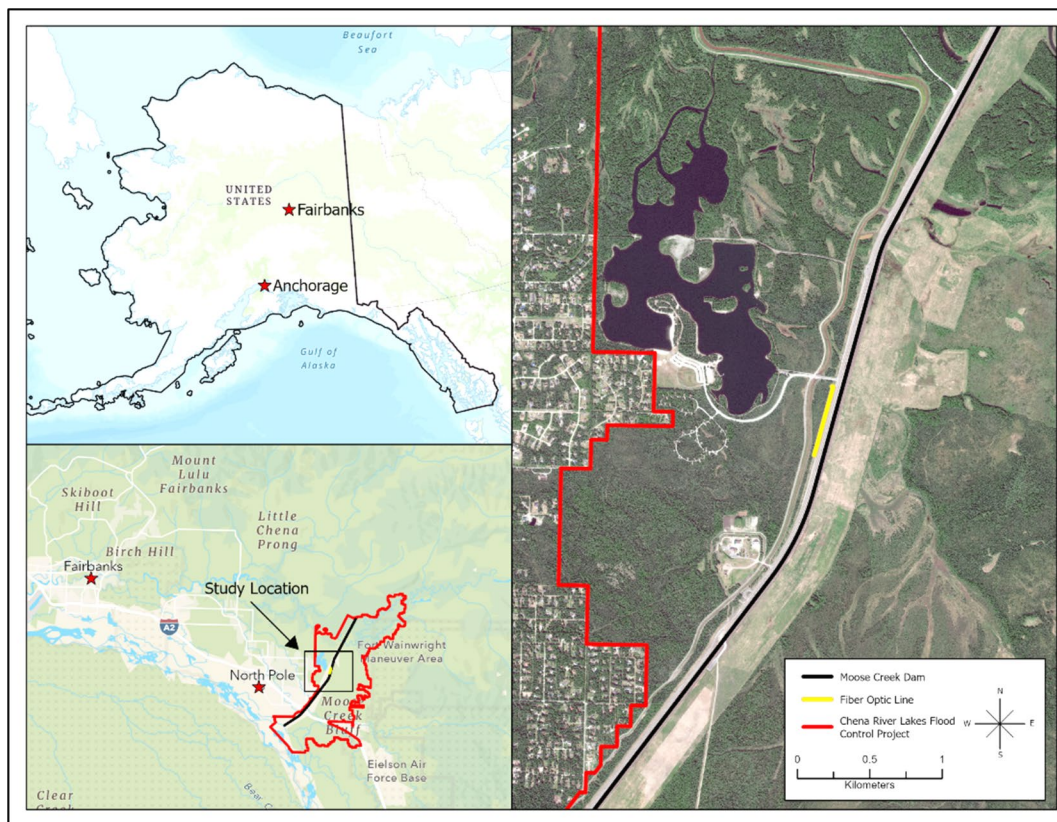 Beaufort
Sea
UNITED
STATES
Fairbanks
Anchorage
Gulf of
Alaska
Mount
Lulu
Fairbanks
Skiboot
Hill
Little
Chena
Prong
Birch Hill
Fairbanks
Study Location
A2
Fort Wainwright
Maneuver Area
North Pole
Moose
Creek
Bluff
Eielson Air
Force Base
Clear
Creek
Moose Creek Dam
Fiber Optic Line
Chena River Lakes Flood
Control Project
N
W E
S
0 0.5 1
Kilometers